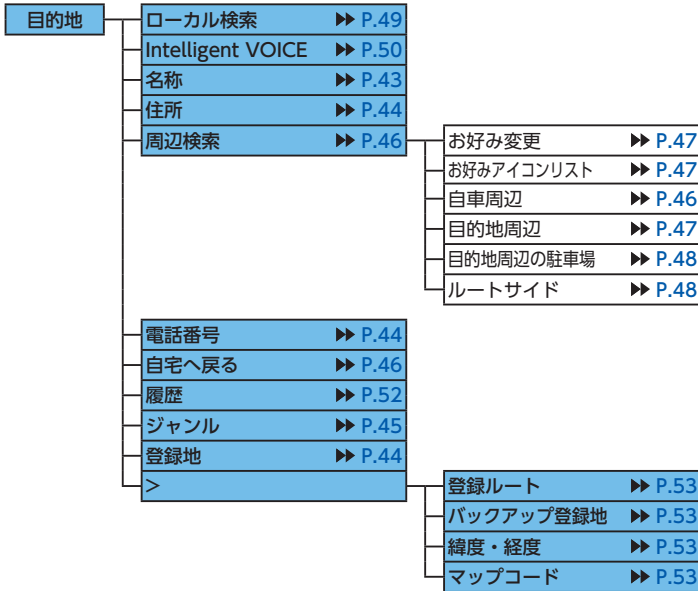 目的地
ローカル検索 ▶▶ P.49
Intelligent VOICE ▶▶ P.50
名称 ▶▶ P.43
住所 ▶▶ P.44
周辺検索 ▶▶ P.46
お好み変更 ▶▶ P.47
お好みアイコンリスト ▶▶ P.47
自車周辺 ▶▶ P.46
目的地周辺 ▶▶ P.47
目的地周辺の駐車場 ▶▶ P.48
ルートサイド ▶▶ P.48
電話番号 ▶▶ P.44
自宅へ戻る ▶▶ P.46
履歴 ▶▶ P.52
ジャンル ▶▶ P.45
登録地 ▶▶ P.44
>
登録ルート ▶▶ P.53
バックアップ登録地 ▶▶ P.53
緯度・経度 ▶▶ P.53
マップコード ▶▶ P.53